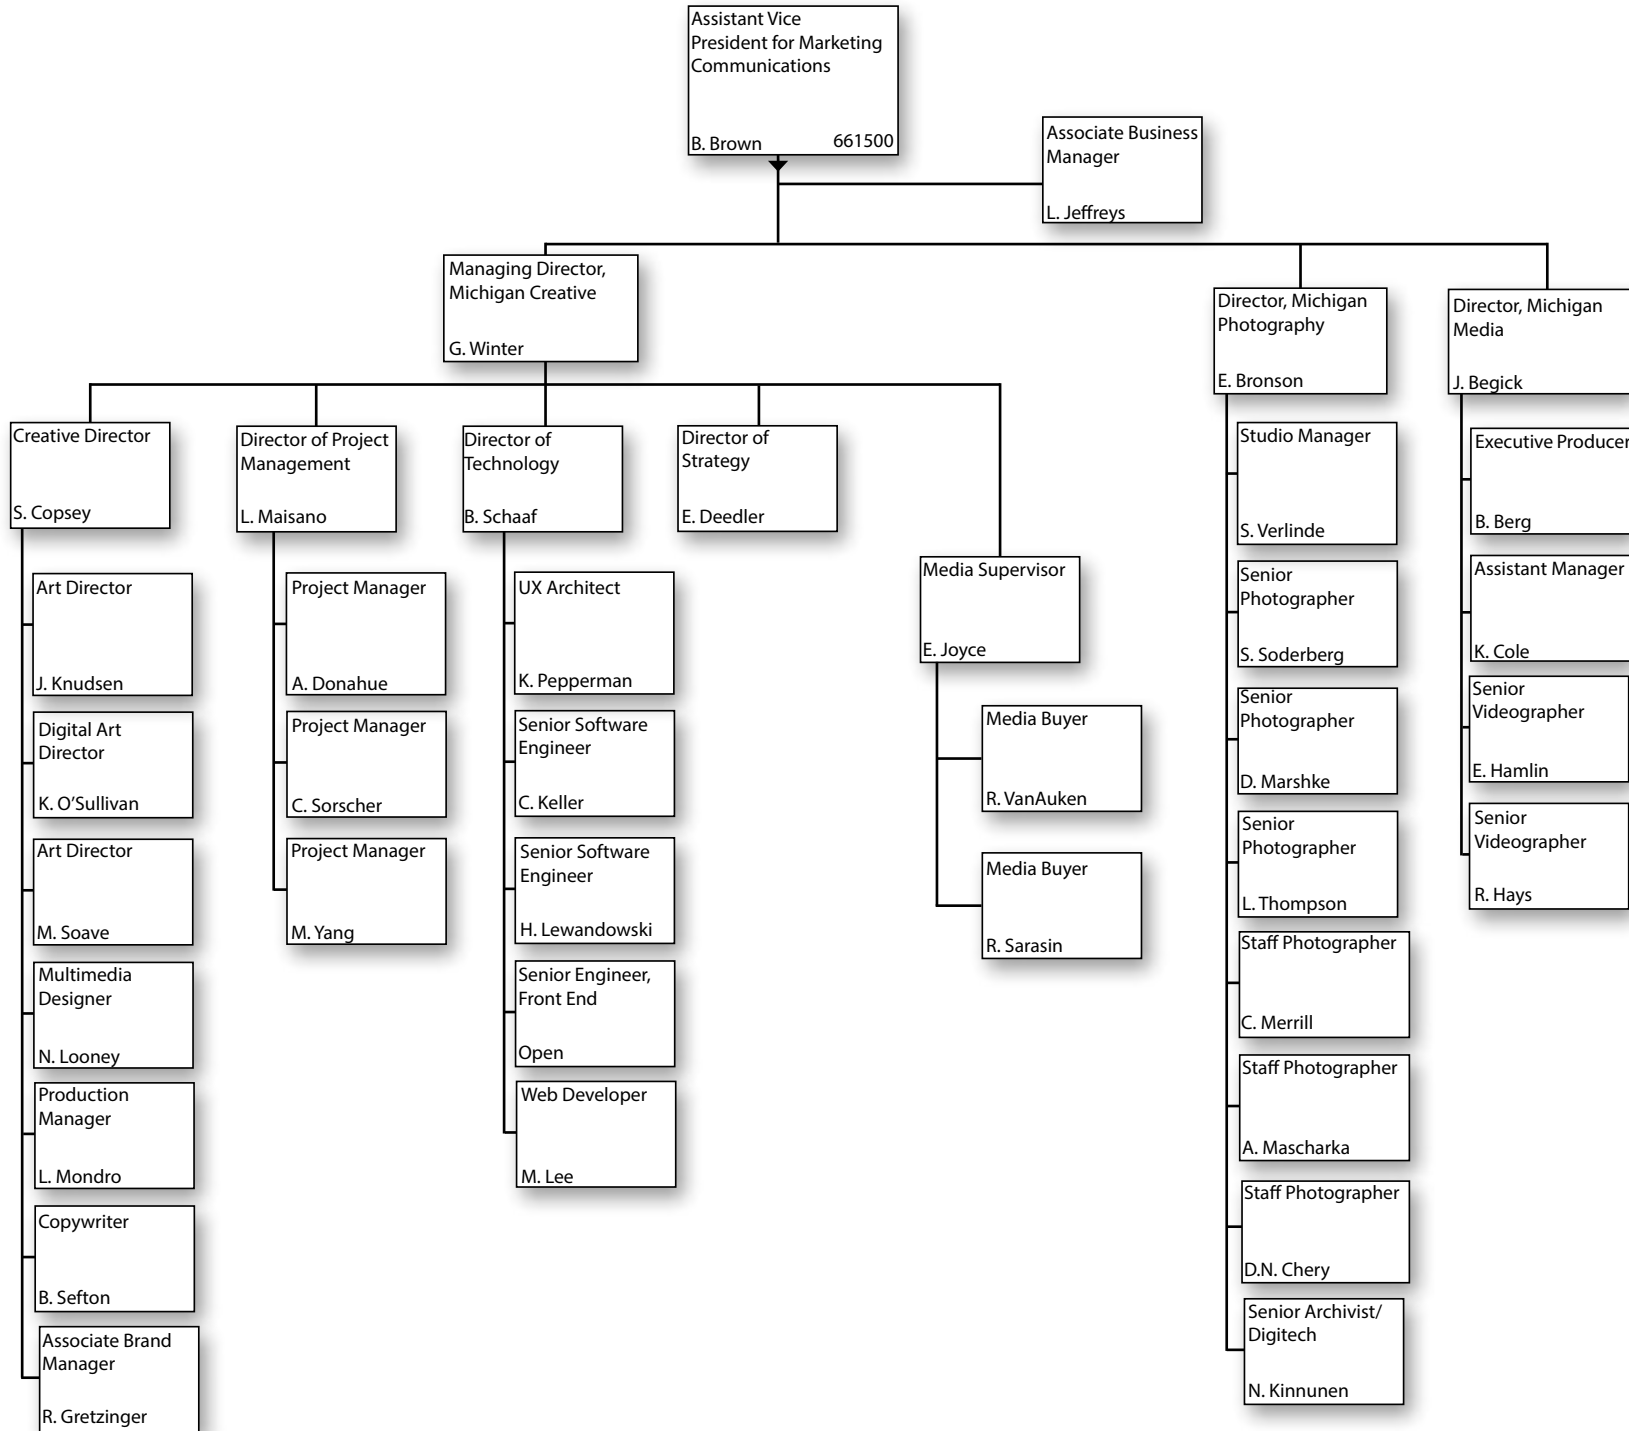 Assistant Vice
President for Marketing
Communications
B. Brown 661500
Associate Business
Manager
L. Jeffreys
Managing Director,
Michigan Creative
G. Winter
Director, Michigan
Photography
E. Bronson
Director, Michigan
Media
J. Begick
Creative Director
S. Copsey
Director of Project
Management
L. Maisano
Director of
Technology
B. Schaaf
Director of
Strategy
E. Deedler
Media Supervisor
E. Joyce
Art Director
J. Knudsen
Digital Art
Director
K. O’Sullivan
Art Director
M. Soave
Multimedia
Designer
N. Looney
Production
Manager
L. Mondro
Copywriter
B. Sefton
Associate Brand
Manager
R. Gretzinger
Project Manager
A. Donahue
Project Manager
C. Sorscher
Project Manager
M. Yang
UX Architect
K. Pepperman
Senior Software
Engineer
C. Keller
Senior Software
Engineer
H. Lewandowski
Senior Engineer,
Front End
Open
Web Developer
M. Lee
Media Buyer
R. VanAuken
Media Buyer
R. Sarasin
Studio Manager
S. Verlinde
Senior
Photographer
S. Soderberg
Senior
Photographer
D. Marshke
Senior
Photographer
L. Thompson
Staff Photographer
C. Merrill
Staff Photographer
A. Mascharka
Staff Photographer
D.N. Chery
Senior Archivist/
Digitech
N. Kinnunen
Executive Producer
B. Berg
Assistant Manager
K. Cole
Senior
Videographer
E. Hamlin
Senior
Videographer
R. Hays